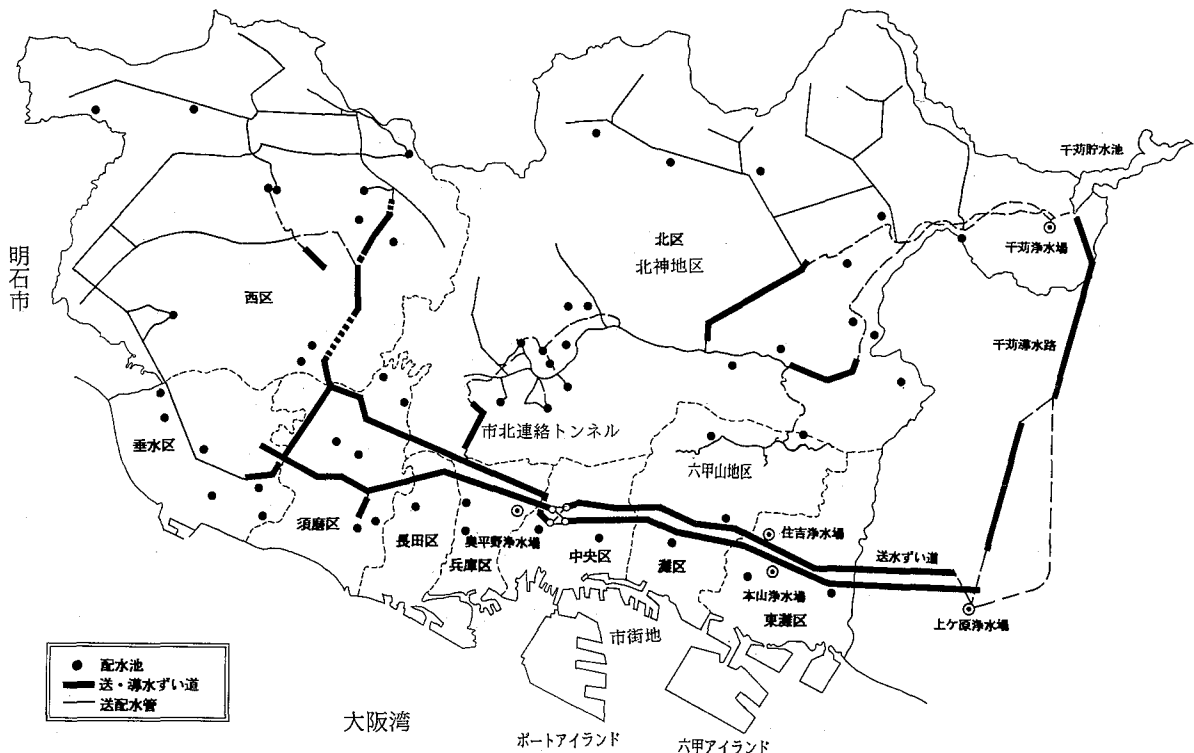 千苅貯水池
千苅浄水場
北区
北神地区
明石市
西区
千苅導水路
市北連絡トンネル
垂水区
六甲山地区
須磨区
長田区
兵庫区
奥平野浄水場
中央区
灘区
住吉浄水場
送水ずい道
本山浄水場
東灘区
上ケ原浄水場
市街地
配水池
送・導水ずい道
送配水管
大阪湾
ポートアイランド
六甲アイランド